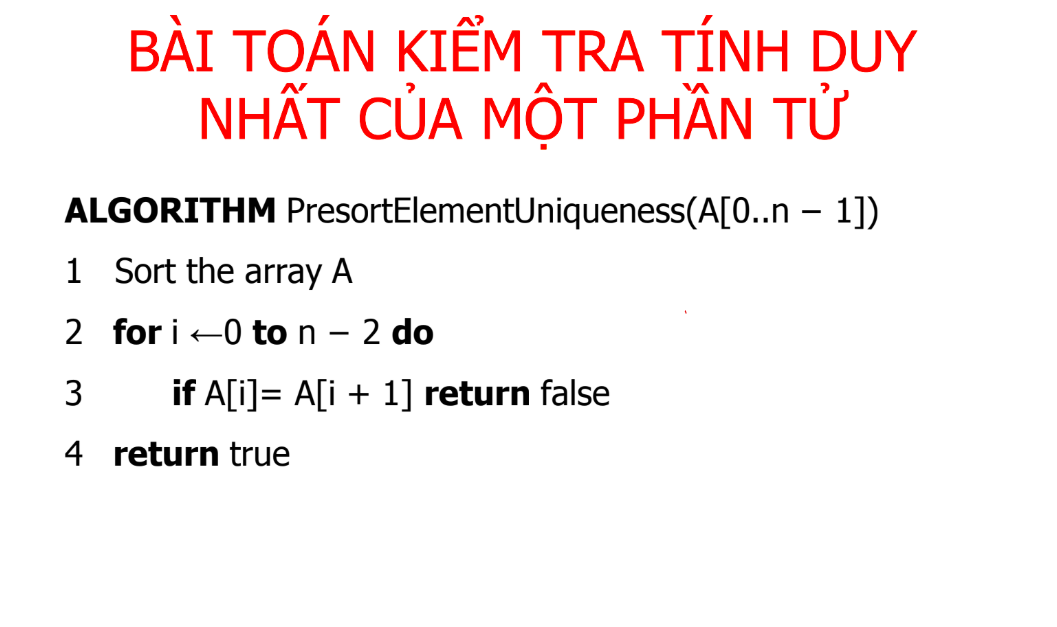 BÀI TOÁN KIỂM TRA TÍNH DUY
NHẤT CỦA MỘT PHẦN TỬ
ALGORITHM PresortElementUniqueness(A[0..n − 1])
1 Sort the array A
2 for i ←0 to n − 2 do
3 if A[i]= A[i + 1] return false
4 return true